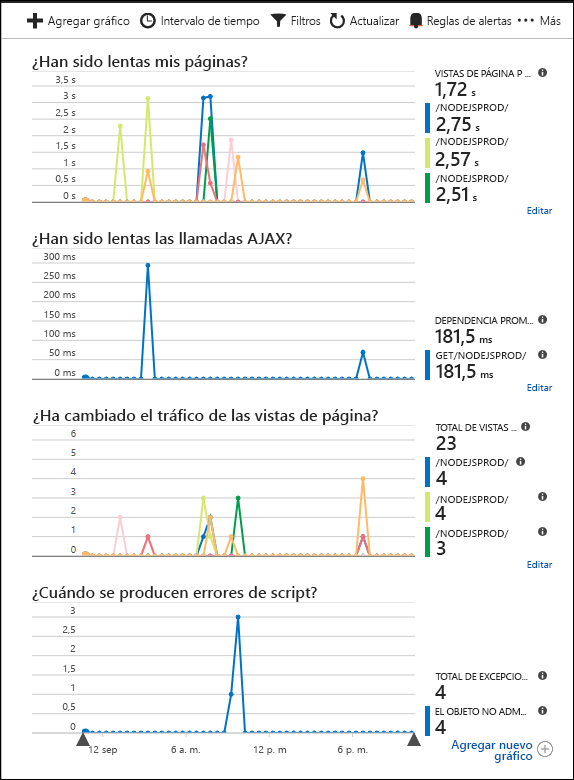 Agregar gráfico Intervalo de tiempo Filtros Actualizar Reglas de alertas Más
¿Han sido lentas mis páginas?
3,5 s
3 s
2,5 s
2 s
1,5 s
1 s
0,5 s
0 s
VISTAS DE PÁGINA P ...
1,72 s
/NODEJSPROD/
2,75 s
/NODEJSPROD/
2,57 s
/NODEJSPROD/
2,51 s
Editar
¿Han sido lentas las llamadas AJAX?
300 ms
250 ms
200 ms
150 ms
100 ms
50 ms
0 ms
DEPENDENCIA PROM...
181,5 ms
GET/NODEJSPROD/
181,5 ms
Editar
¿Ha cambiado el tráfico de las vistas de página?
6
5
4
3
2
1
0
TOTAL DE VISTAS ...
23
/NODEJSPROD/
4
/NODEJSPROD/
4
/NODEJSPROD/
3
Editar
¿Cuándo se producen errores de script?
3
2,5
2
1,5
1
0,5
0
12 sep 6 a. m. 12 p. m 6 p. m.
TOTAL DE EXCEPCIO...
4
EL OBJETO NO ADM...
4
Agregar nuevo
gráfico